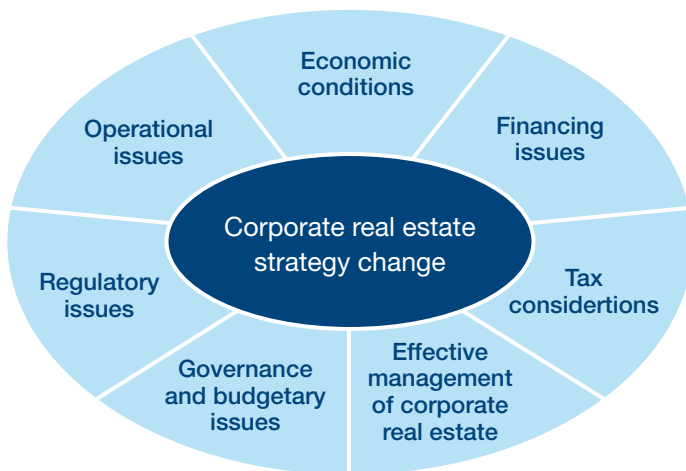 Economic
conditions
Financing
issues
Tax
considertions
Effective
management
of corporate
real estate
Governance
and budgetary
issues
Regulatory
issues
Operational
issues
Corporate real estate
strategy change